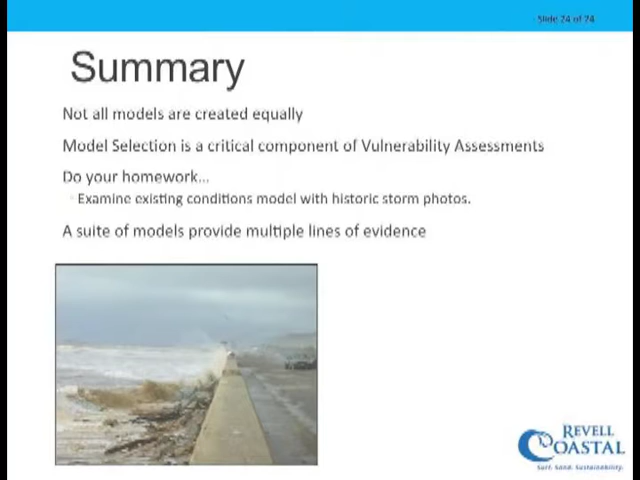 Slide 24 of 24
Summary
Not all models are created equally
Model Selection is a critical component of Vulnerability Assessments
Do your homework...
Examine existing conditions model with historic storm photos.
A suite of models provide multiple lines of evidence
REVELL
COASTAL
Surf. Sand. Sustainability.